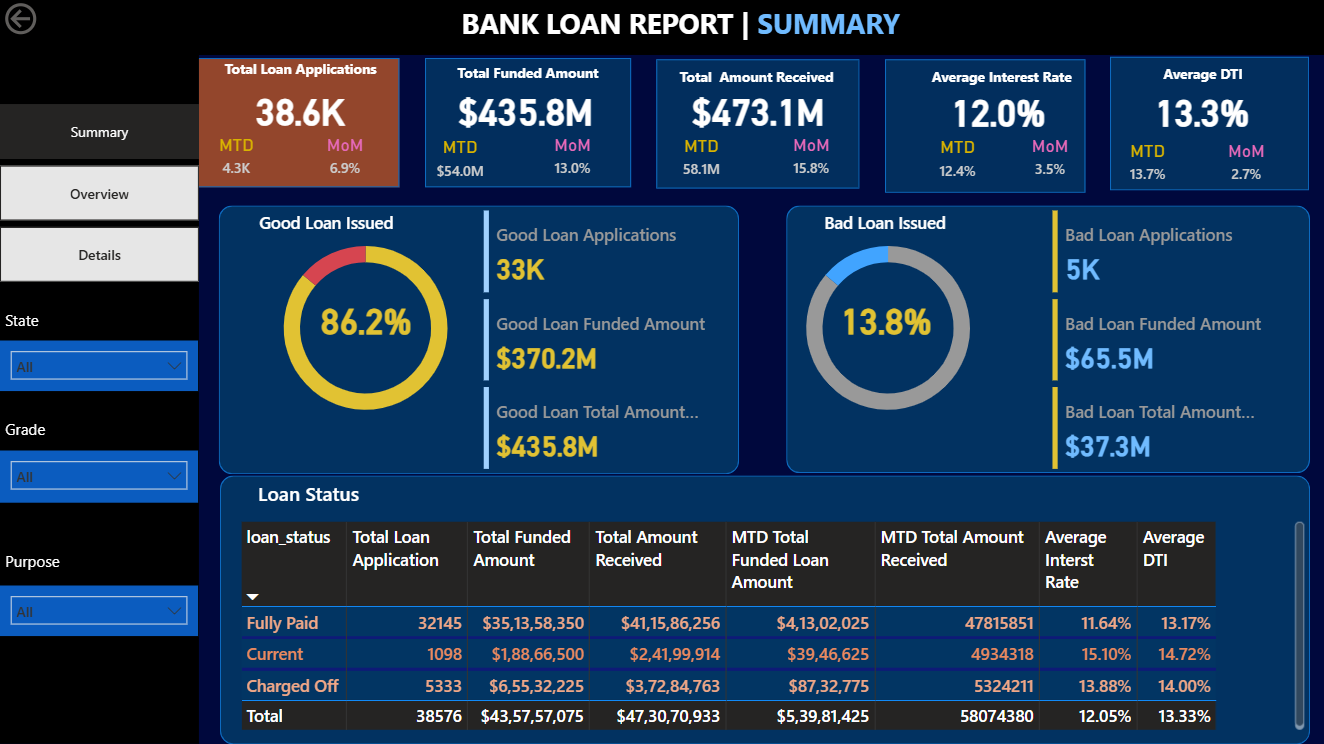 BANK LOAN REPORT | SUMMARY
Total Loan Applications
38.6K
MTD MoM
4.3K 6.9%
Total Funded Amount
$435.8M
MTD MoM
$54.0M 13.0%
Total Amount Received
$473.1M
MTD MoM
58.1M 15.8%
Average Interest Rate
12.0%
MTD MoM
12.4% 3.5%
Average DTI
13.3%
MTD MoM
13.7% 2.7%
Summary
Overview
Details
State
All
Grade
All
Purpose
All
Good Loan Issued
86.2%
Good Loan Applications
33K
Good Loan Funded Amount
$370.2M
Good Loan Total Amount...
$435.8M
Bad Loan Issued
13.8%
Bad Loan Applications
5K
Bad Loan Funded Amount
$65.5M
Bad Loan Total Amount...
$37.3M
Loan Status
loan_status Total Loan Total Funded Total Amount MTD Total MTD Total Amount Average Average
Application Amount Received Funded Loan Received Interst DTI
Amount Rate
Fully Paid 32145 $35,13,58,350 $41,15,86,256 $4,13,02,025 47815851 11.64% 13.17%
Current 1098 $1,88,66,500 $2,41,99,914 $39,46,625 4934318 15.10% 14.72%
Charged Off 5333 $6,55,32,225 $3,72,84,763 $87,32,775 5324211 13.88% 14.00%
Total 38576 $43,57,57,075 $47,30,70,933 $5,39,81,425 58074380 12.05% 13.33%